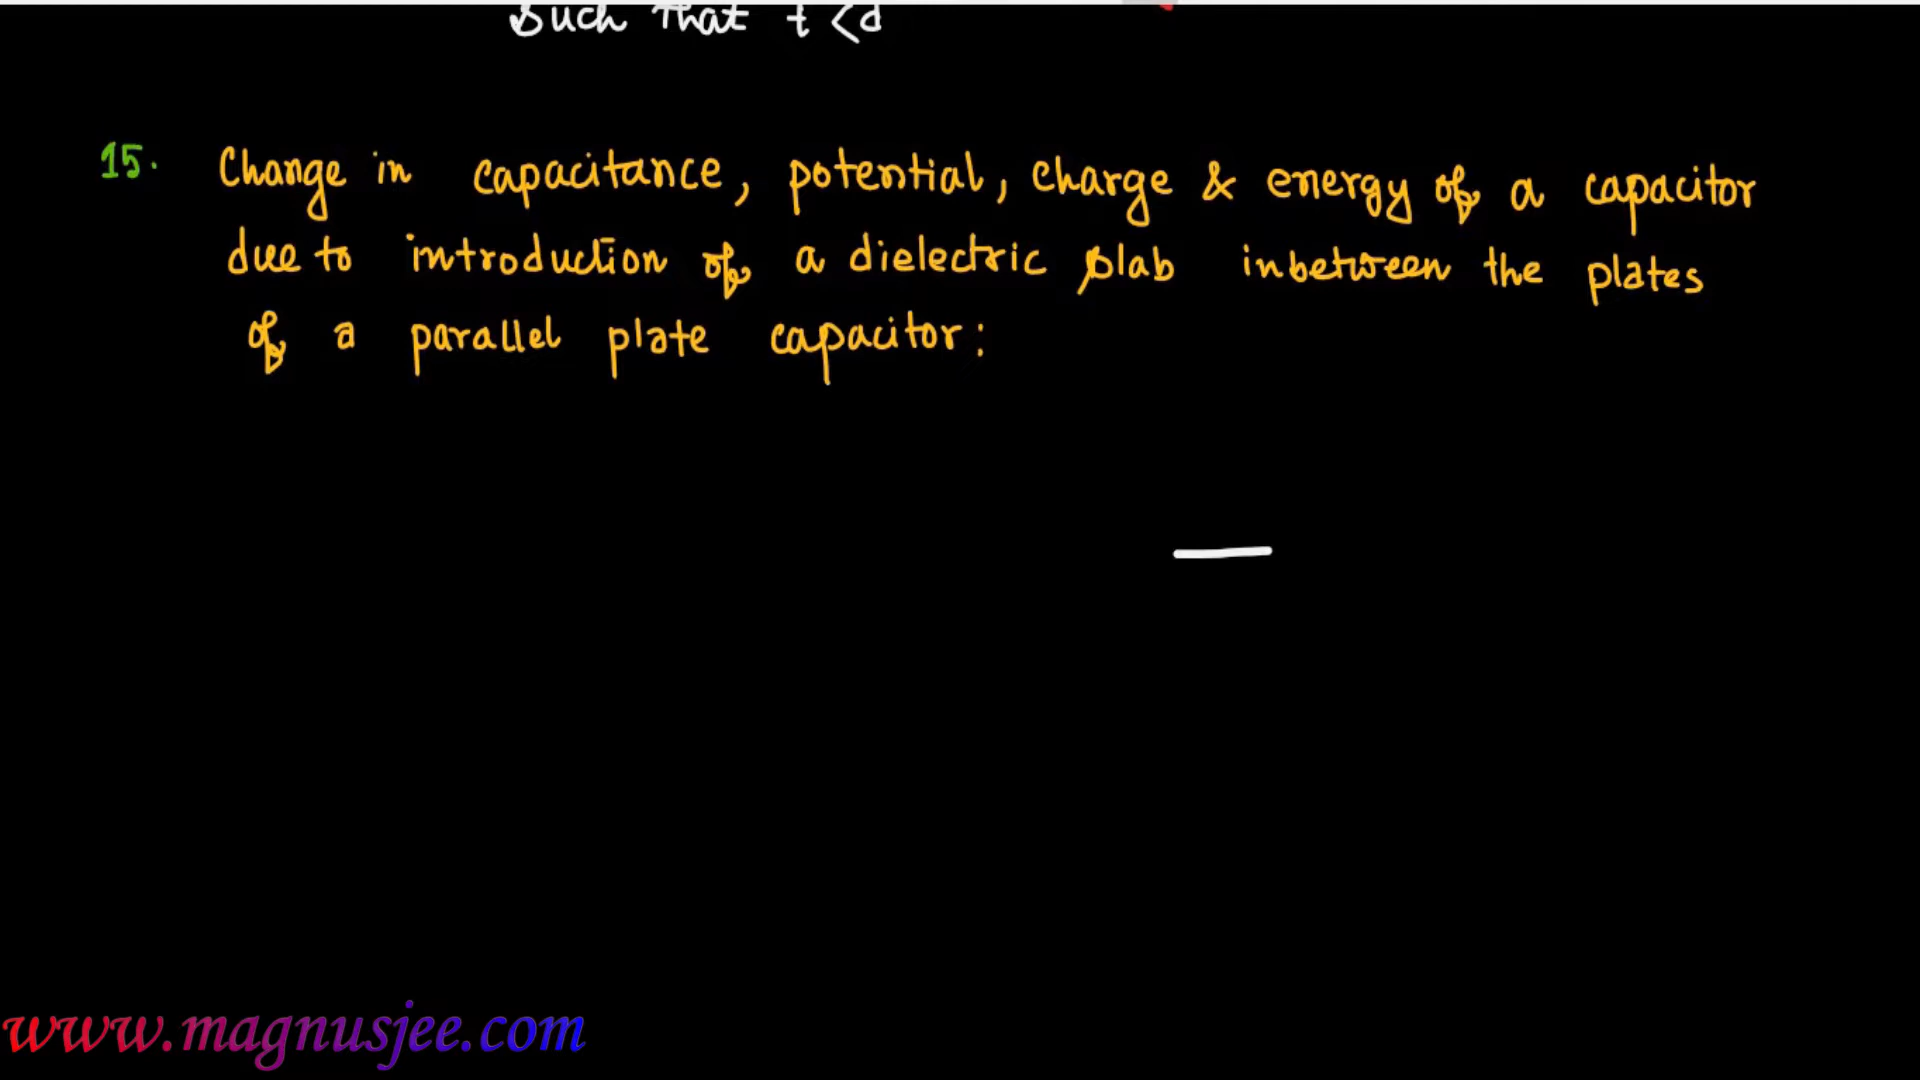 such that t < d
15. Change in capacitance, potential, charge & energy of a capacitor
due to introduction of a dielectric slab inbetween the plates
of a parallel plate capacitor:
www.magnusjee.com